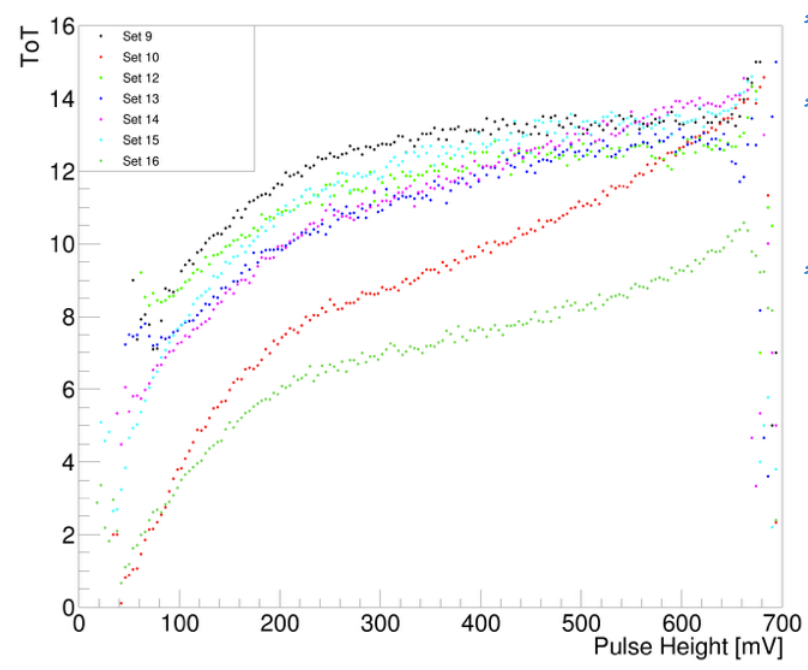 ToT
16
14
12
10
8
6
4
2
0
Set 9
Set 10
Set 12
Set 13
Set 14
Set 15
Set 16
0 100 200 300 400 500 600 700
Pulse Height [mV]